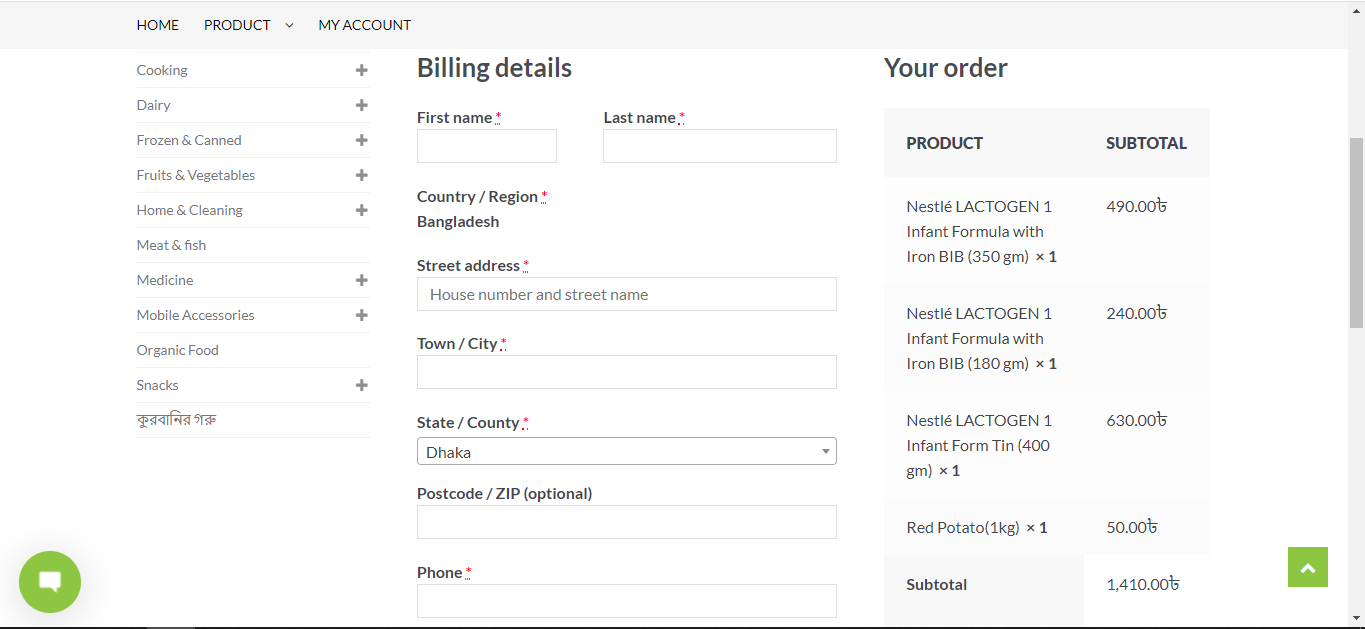 HOME PRODUCT MY ACCOUNT
Cooking
Dairy
Frozen & Canned
Fruits & Vegetables
Home & Cleaning
Meat & fish
Medicine
Mobile Accessories
Organic Food
Snacks
কুরবানির গরু
Billing details
First name * Last name *
Country / Region *
Bangladesh
Street address *
House number and street name
Town / City *
State / County *
Dhaka
Postcode / ZIP (optional)
Phone *
Your order
PRODUCT SUBTOTAL
Nestlé LACTOGEN 1 490.00৳
Infant Formula with
Iron BIB (350 gm) × 1
Nestlé LACTOGEN 1 240.00৳
Infant Formula with
Iron BIB (180 gm) × 1
Nestlé LACTOGEN 1 630.00৳
Infant Form Tin (400
gm) × 1
Red Potato(1kg) × 1 50.00৳
Subtotal 1,410.00৳